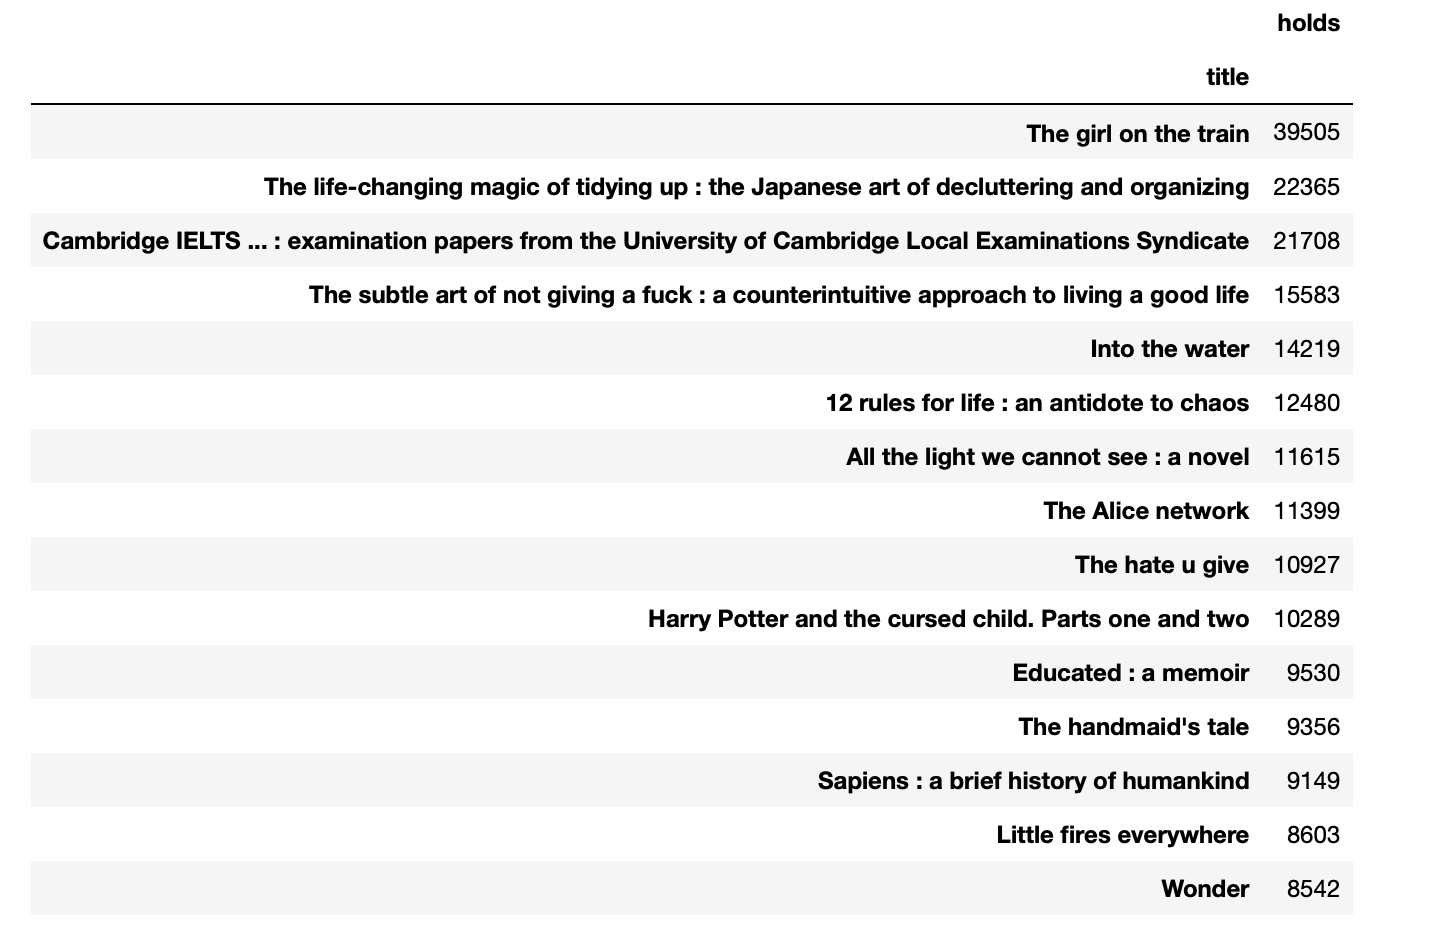 holds
title
The girl on the train 39505
The life-changing magic of tidying up : the Japanese art of decluttering and organizing 22365
Cambridge IELTS ... : examination papers from the University of Cambridge Local Examinations Syndicate 21708
The subtle art of not giving a fuck : a counterintuitive approach to living a good life 15583
Into the water 14219
12 rules for life : an antidote to chaos 12480
All the light we cannot see : a novel 11615
The Alice network 11399
The hate u give 10927
Harry Potter and the cursed child. Parts one and two 10289
Educated : a memoir 9530
The handmaid's tale 9356
Sapiens : a brief history of humankind 9149
Little fires everywhere 8603
Wonder 8542